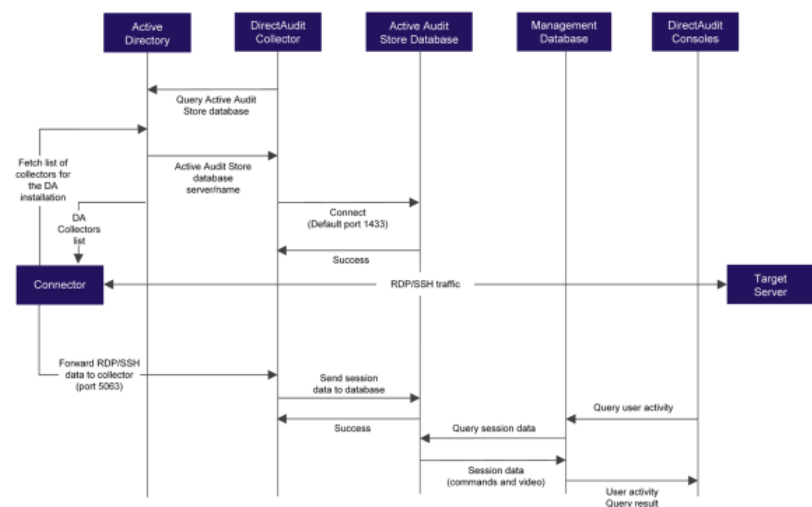 Active
Directory
DirectAudit
Collector
Active Audit
Store Database
Management
Database
DirectAudit
Consoles
Query Active Audit
Store database
Fetch list of
collectors for
the DA
installation
Active Audit Store
database
server/name
DA
Collectors
list
Connect
(Default port 1433)
Success
Connector
RDP/SSH traffic
Target
Server
Forward RDP/SSH
data to collector
(port 5063)
Send session
data to database
Query user activity
Success
Query session data
Session data
(commands and video)
User activity
Query result